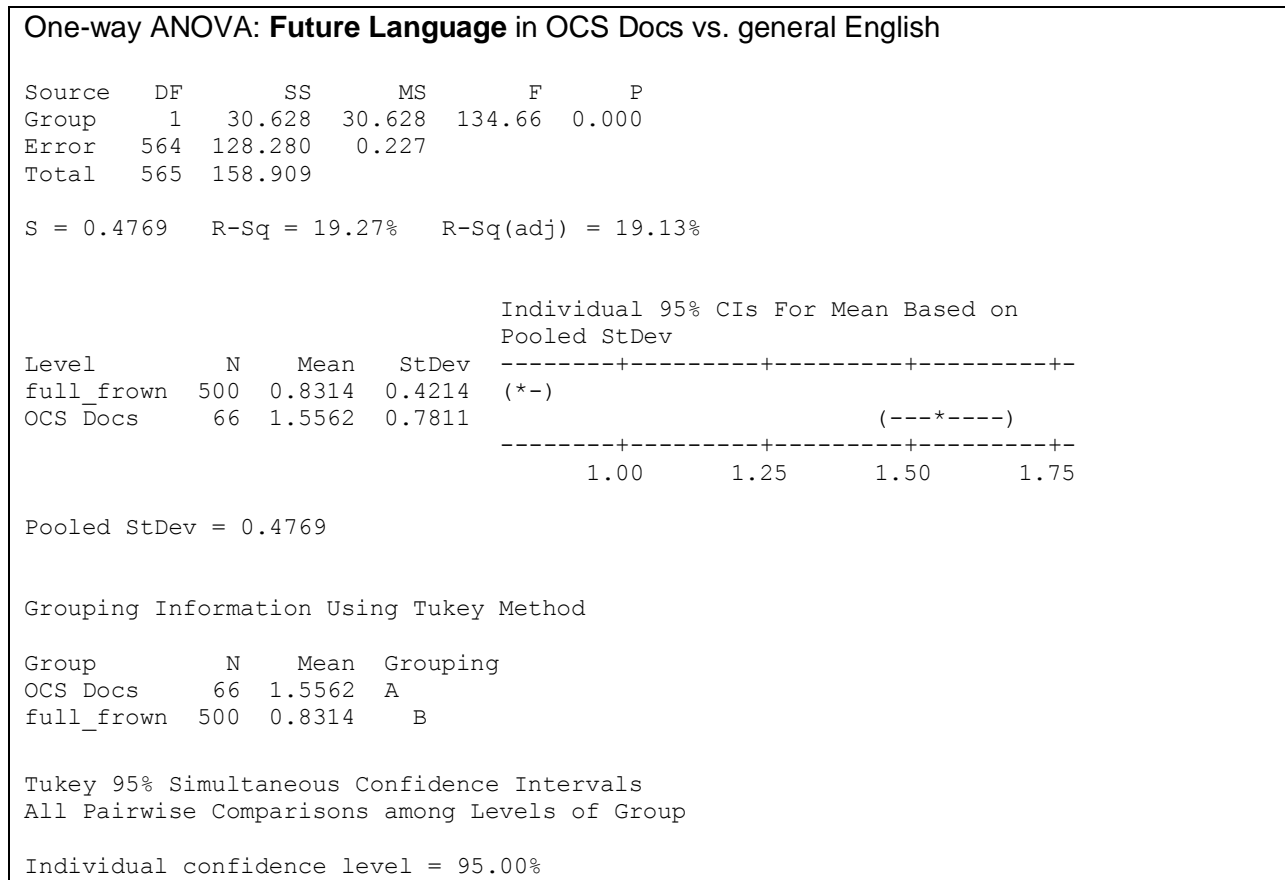 One-way ANOVA: Future Language in OCS Docs vs. general English
Source   DF       SS      MS       F      P
Group     1   30.628  30.628  134.66  0.000
Error   564  128.280   0.227
Total   565  158.909
S = 0.4769   R-Sq = 19.27%   R-Sq(adj) = 19.13%
Individual 95% CIs For Mean Based on
Pooled StDev
Level         N    Mean   StDev  --------+---------+---------+---------+-
full_frown  500  0.8314  0.4214  (*-)
OCS Docs     66  1.5562  0.7811                            (---*----)
--------+---------+---------+---------+-
1.00      1.25      1.50      1.75
Pooled StDev = 0.4769
Grouping Information Using Tukey Method
Group         N    Mean  Grouping
OCS Docs     66  1.5562  A
full_frown  500  0.8314    B
Tukey 95% Simultaneous Confidence Intervals
All Pairwise Comparisons among Levels of Group
Individual confidence level = 95.00%